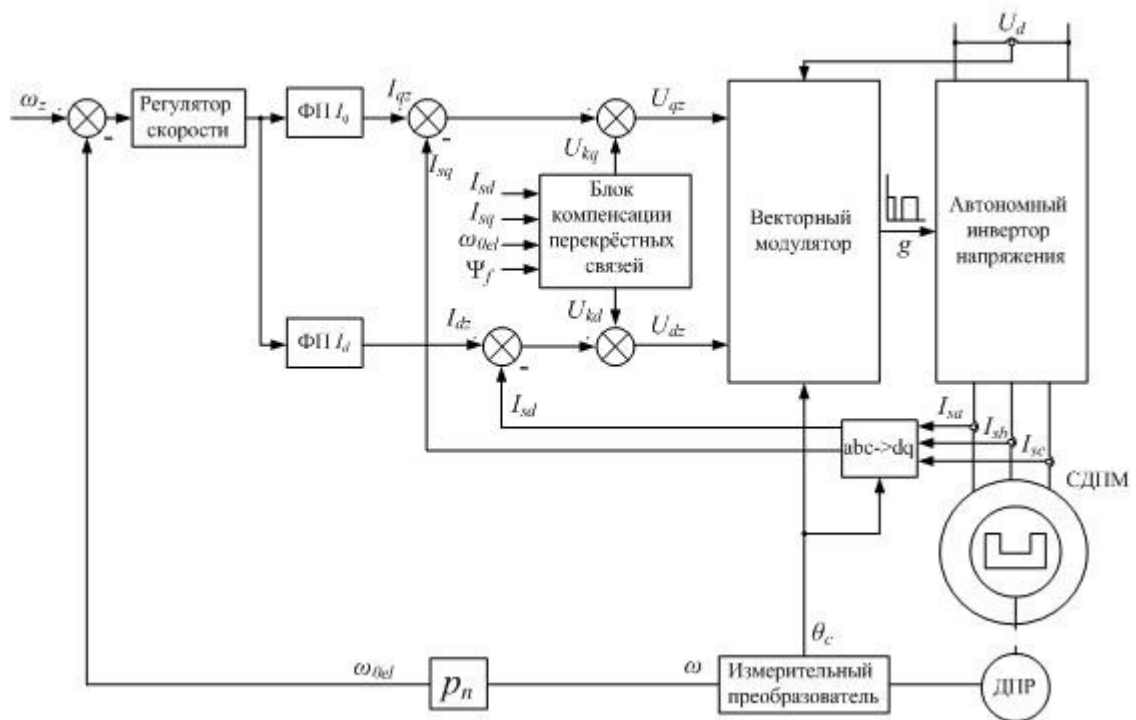 U_d
ω_z
Регулятор
скорости
ФП I_q
I_qz
U_qz
I_sq
U_kq
I_sd
I_sq
ω_0el
Ψ_f
Блок
компенсации
перекрёстных
связей
Векторный
модулятор
g
Автономный
инвертор
напряжения
ФП I_d
I_dz
U_kd
U_dz
I_sd
abc->dq
I_sa
I_sb
I_sc
СДПМ
θ_c
ω_0el
p_n
ω
Измерительный
преобразователь
ДПР